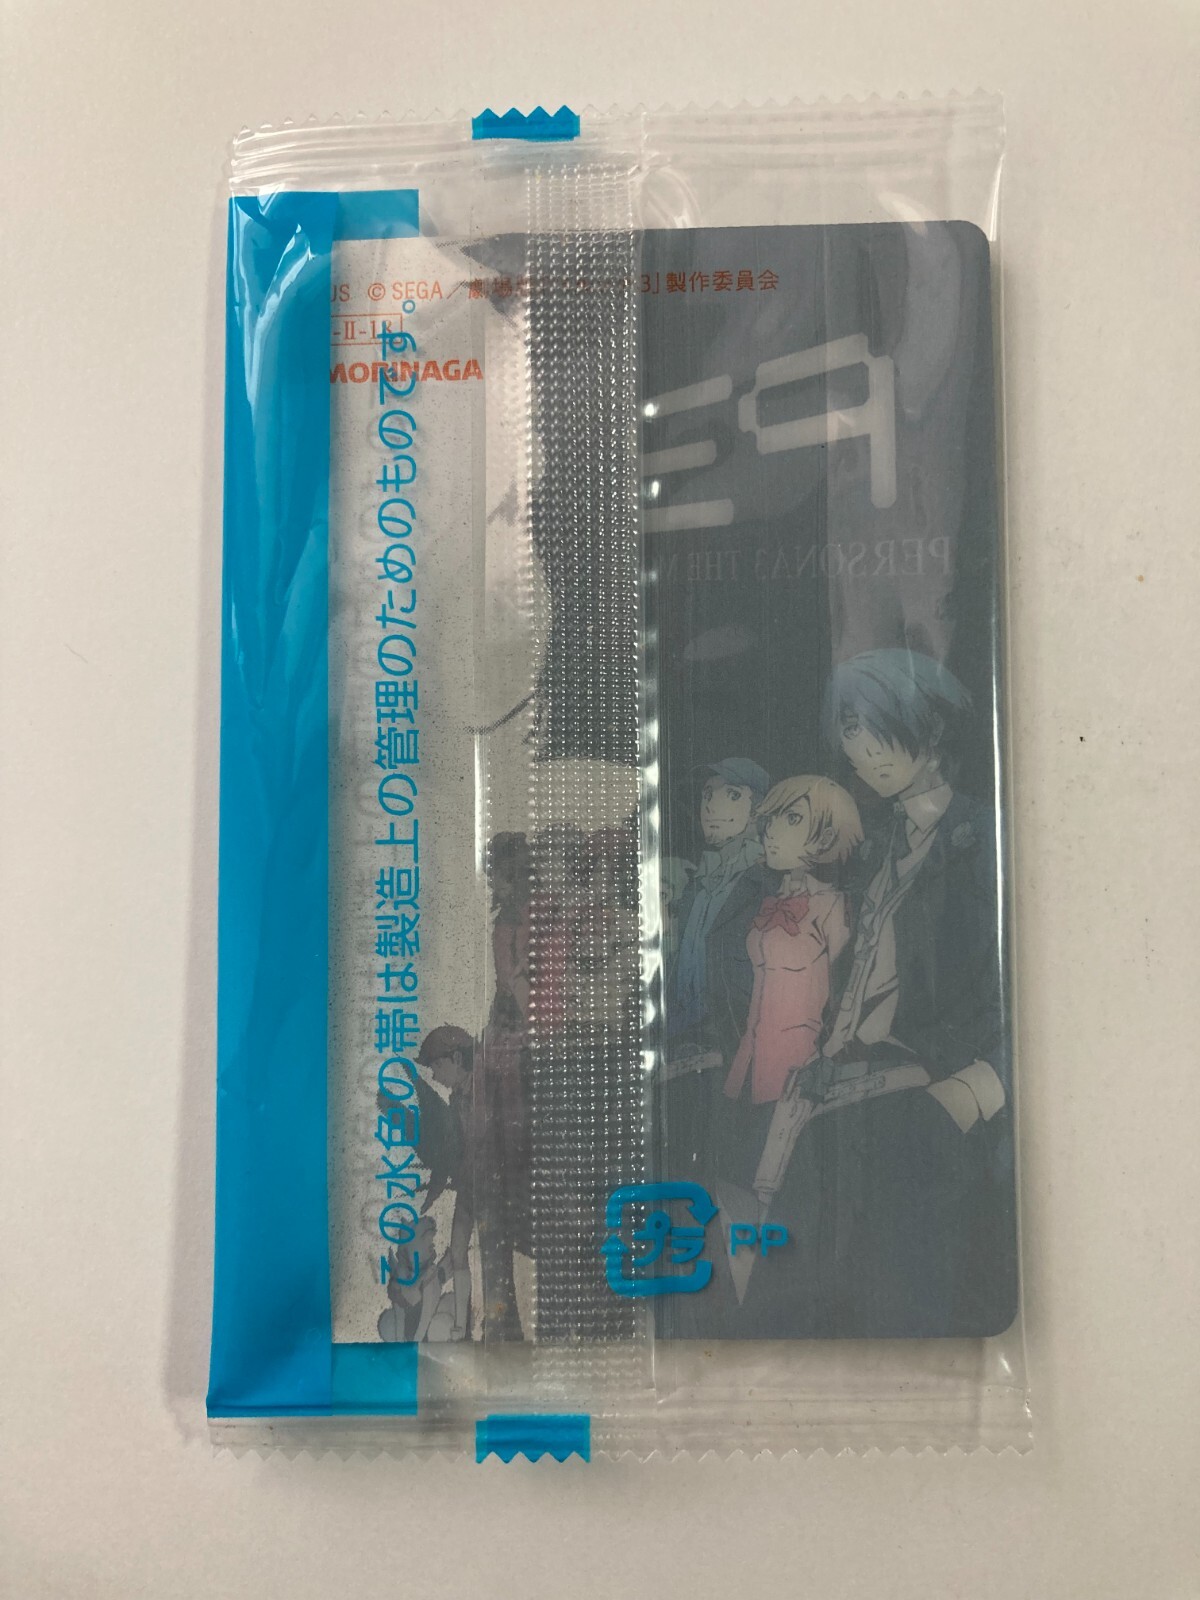 US © SEGA／劇場版 3」製作委員会
-II-18
MORINAGA
PERSONA3 THE M
この水色の帯は製造上の管理のためのものです。
プラ PP